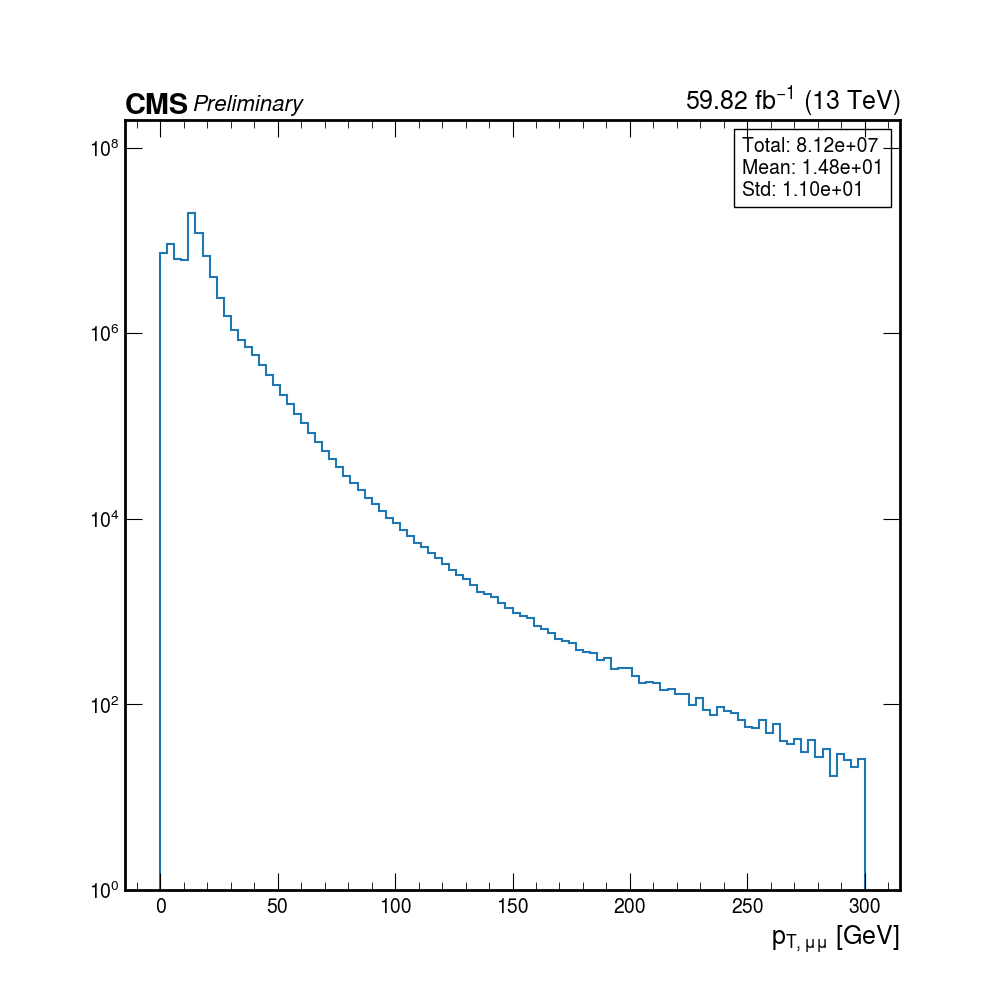 CMS Preliminary 59.82 fb⁻¹ (13 TeV)
Total: 8.12e+07
Mean: 1.48e+01
Std: 1.10e+01
10⁸
10⁶
10⁴
10²
10⁰
0 50 100 150 200 250 300
p_T, μμ [GeV]